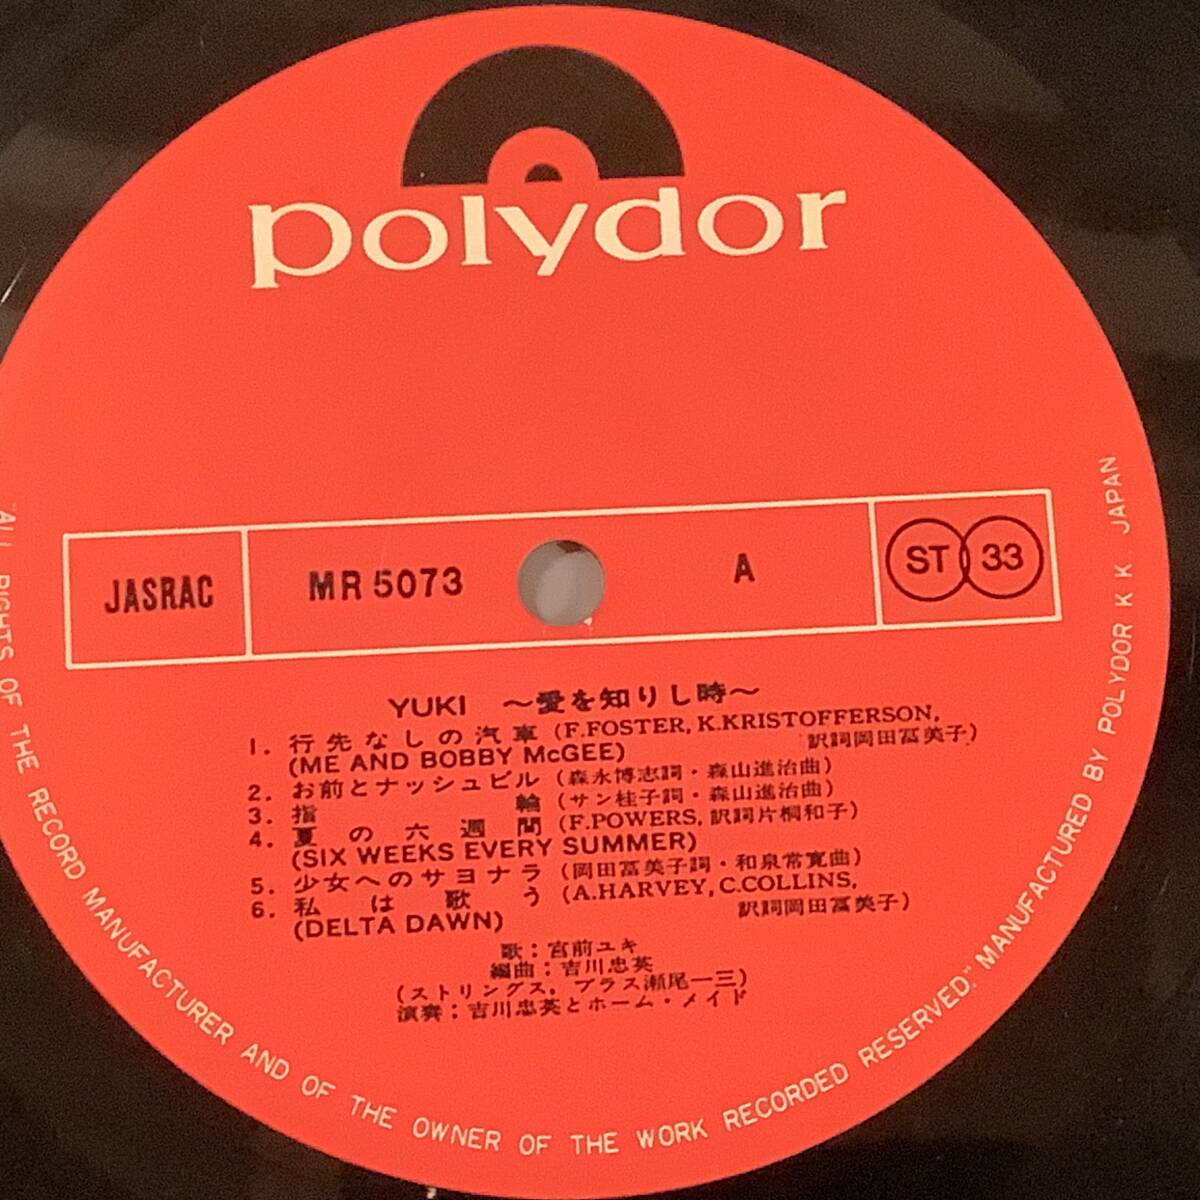 polydor
JASRAC
MR 5073
A
ST 33
YUKI 〜愛を知りし時〜
1. 行先なしの汽車 (F.FOSTER, K.KRISTOFFERSON,
(ME AND BOBBY McGEE) 訳詞岡田冨美子)
2. お前とナッシュビル (森永博志詞・森山進治曲)
3. 指輪 (サン桂子詞・森山進治曲)
4. 夏の六週間 (F.POWERS, 訳詞片桐和子)
(SIX WEEKS EVERY SUMMER)
5. 少女へのサヨナラ (岡田冨美子詞・和泉常寛曲)
6. 私は歌う (A.HARVEY, C.COLLINS,
(DELTA DAWN) 訳詞岡田冨美子)
歌：宮前ユキ
編曲：吉川忠英
(ストリングス, ブラス瀬尾一三)
演奏：吉川忠英とホーム・メイド
"ALL RIGHTS OF THE RECORD MANUFACTURER AND OF THE OWNER OF THE WORK RECORDED RESERVED." MANUFACTURED BY POLYDOR K K. JAPAN